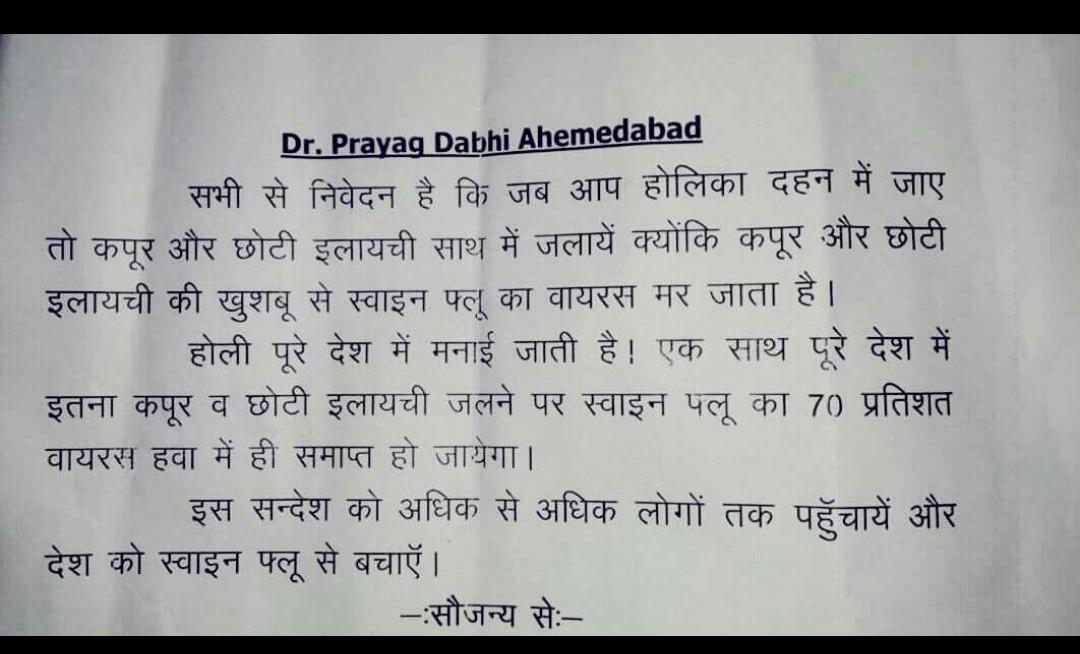 Dr. Prayag Dabhi Ahemedabad
सभी से निवेदन है कि जब आप होलिका दहन में जाए
तो कपूर और छोटी इलायची साथ में जलायें क्योंकि कपूर और छोटी
इलायची की खुशबू से स्वाइन फ्लू का वायरस मर जाता है।
होली पूरे देश में मनाई जाती है! एक साथ पूरे देश में
इतना कपूर व छोटी इलायची जलने पर स्वाइन फ्लू का 70 प्रतिशत
वायरस हवा में ही समाप्त हो जायेगा।
इस सन्देश को अधिक से अधिक लोगों तक पहुँचायें और
देश को स्वाइन फ्लू से बचाएॅ।
–:सौजन्य से:–